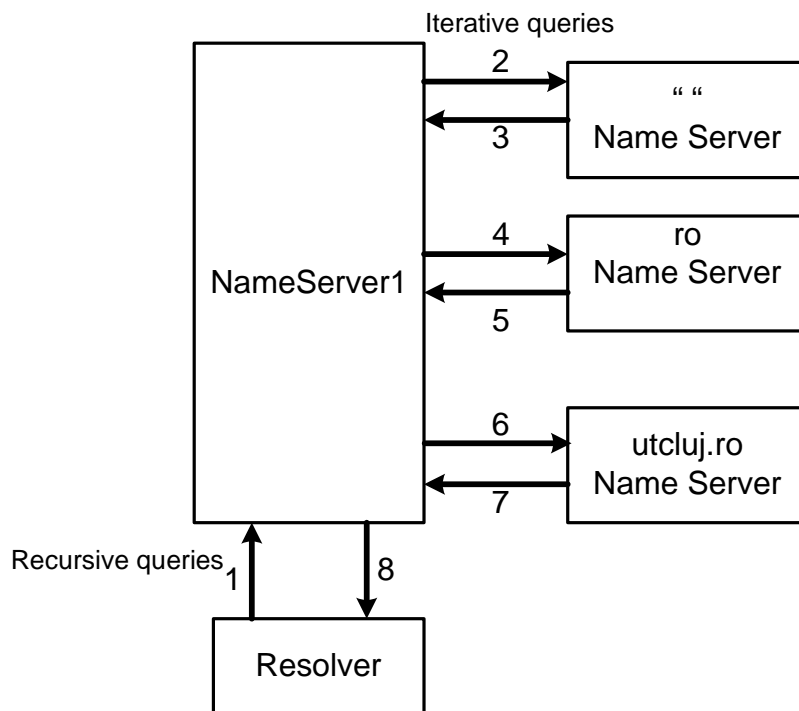 Iterative queries
2
“ “
Name Server
3
4
ro
Name Server
NameServer1
5
6
utcluj.ro
Name Server
7
Recursive queries
1
8
Resolver